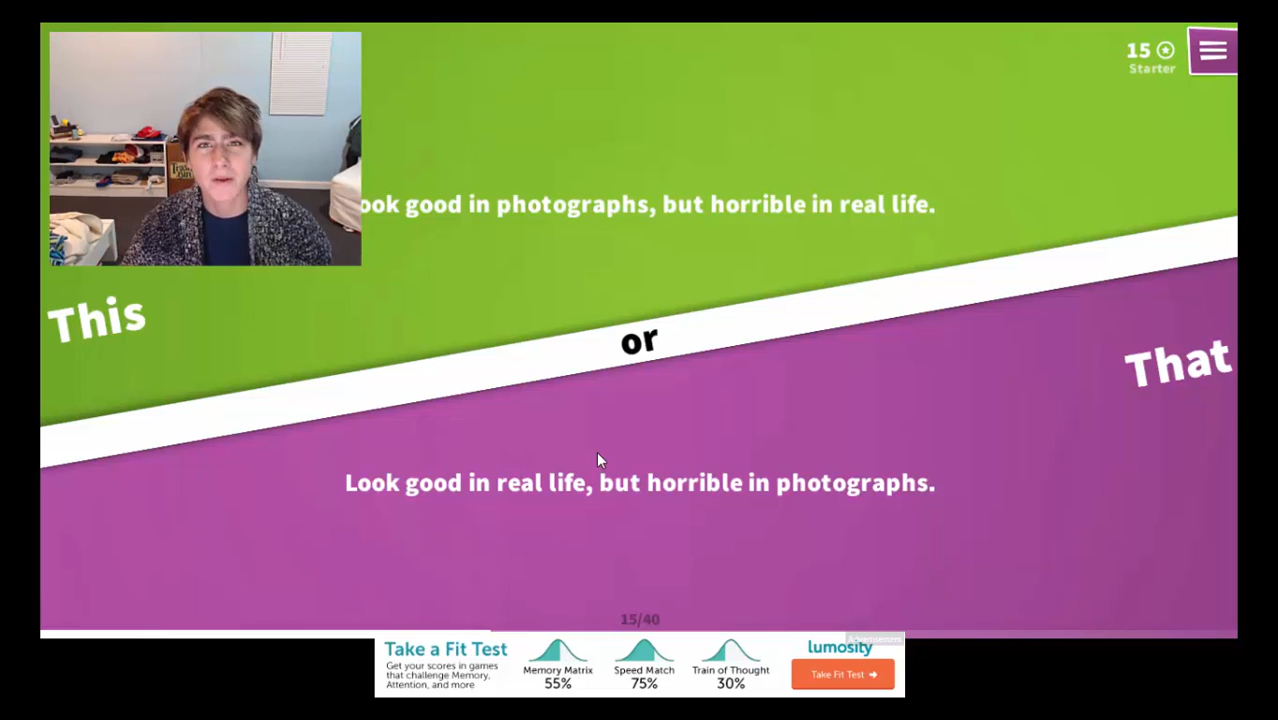 15
Starter
ook good in photographs, but horrible in real life.
This
or
That
Look good in real life, but horrible in photographs.
15/40
Advertisement
Take a Fit Test
Get your scores in games
that challenge Memory,
Attention, and more
Memory Matrix
55%
Speed Match
75%
Train of Thought
30%
lumosity
Take Fit Test